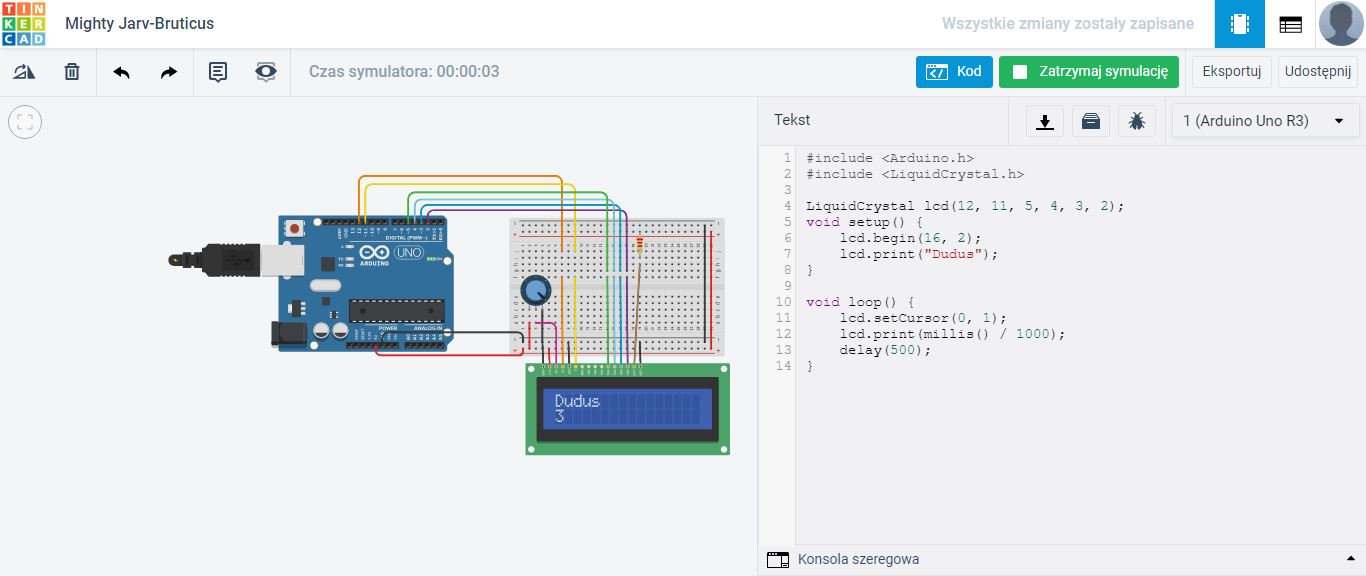 TIN
KER
CAD
Mighty Jarv-Bruticus
Wszystkie zmiany zostały zapisane
Czas symulatora: 00:00:03
Kod
Zatrzymaj symulację
Eksportuj
Udostępnij
Tekst
1 (Arduino Uno R3)
1 #include <Arduino.h>
2 #include <LiquidCrystal.h>
3
4 LiquidCrystal lcd(12, 11, 5, 4, 3, 2);
5 void setup() {
6 lcd.begin(16, 2);
7 lcd.print("Dudus");
8 }
9
10 void loop() {
11 lcd.setCursor(0, 1);
12 lcd.print(millis() / 1000);
13 delay(500);
14 }
DIGITAL (PWM~)
UNO
ARDUINO
POWER
ANALOG IN
Dudus
3
Konsola szeregowa